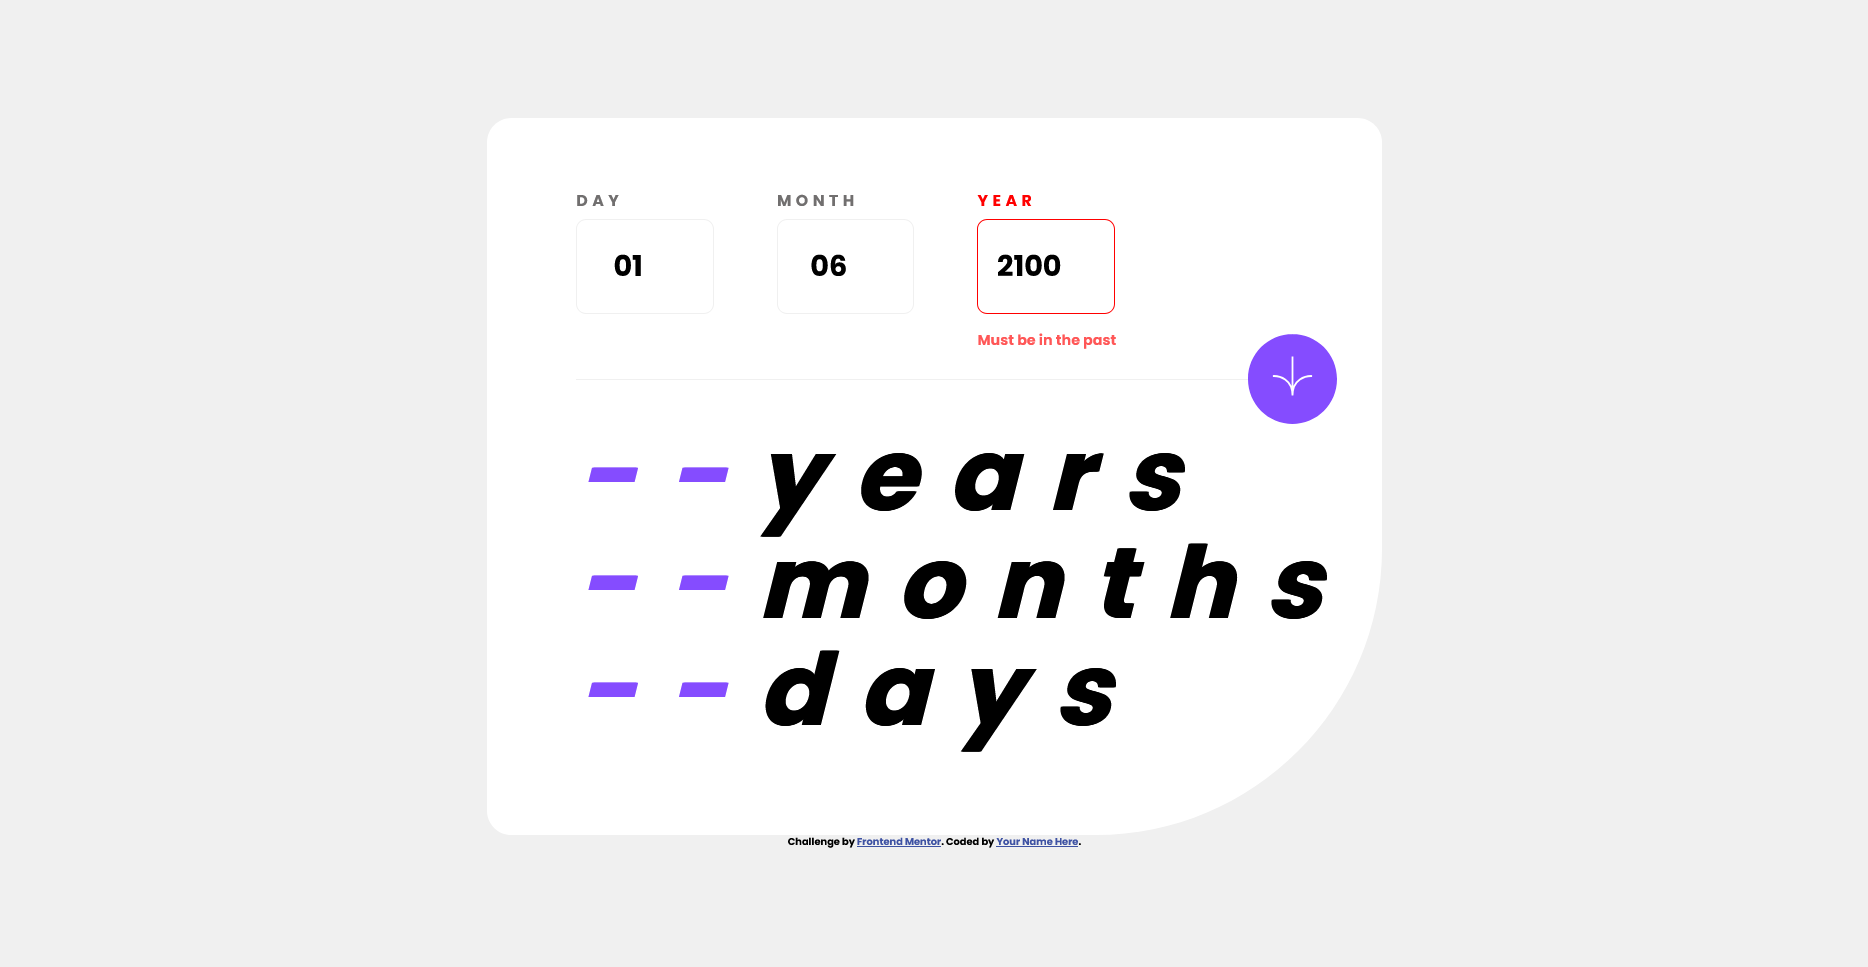 DAY MONTH YEAR
01 06 2100
Must be in the past
-- years
-- months
-- days
Challenge by Frontend Mentor. Coded by Your Name Here.